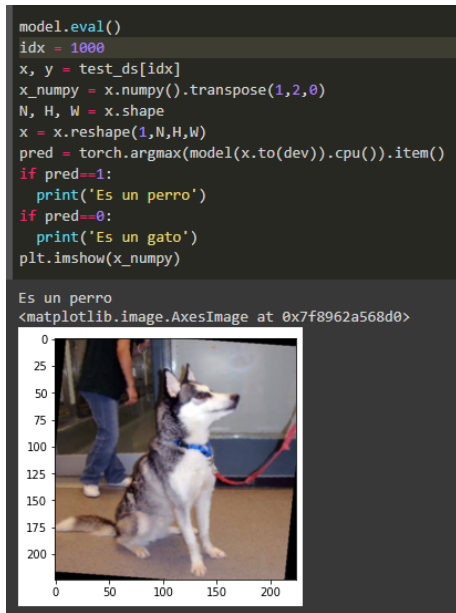 model.eval()
idx = 1000
x, y = test_ds[idx]
x_numpy = x.numpy().transpose(1,2,0)
N, H, W = x.shape
x = x.reshape(1,N,H,W)
pred = torch.argmax(model(x.to(dev)).cpu()).item()
if pred==1:
  print('Es un perro')
if pred==0:
  print('Es un gato')
plt.imshow(x_numpy)
Es un perro
<matplotlib.image.AxesImage at 0x7f8962a568d0>
0
25
50
75
100
125
150
175
200
0 50 100 150 200